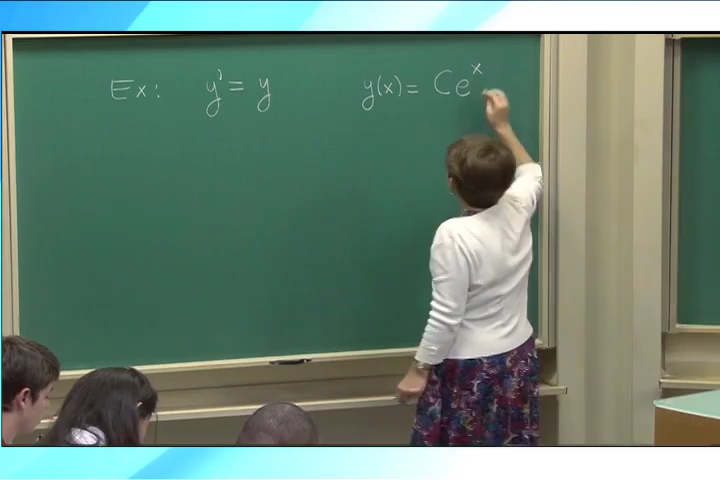 Ex: y' = y y(x) = Ce^x